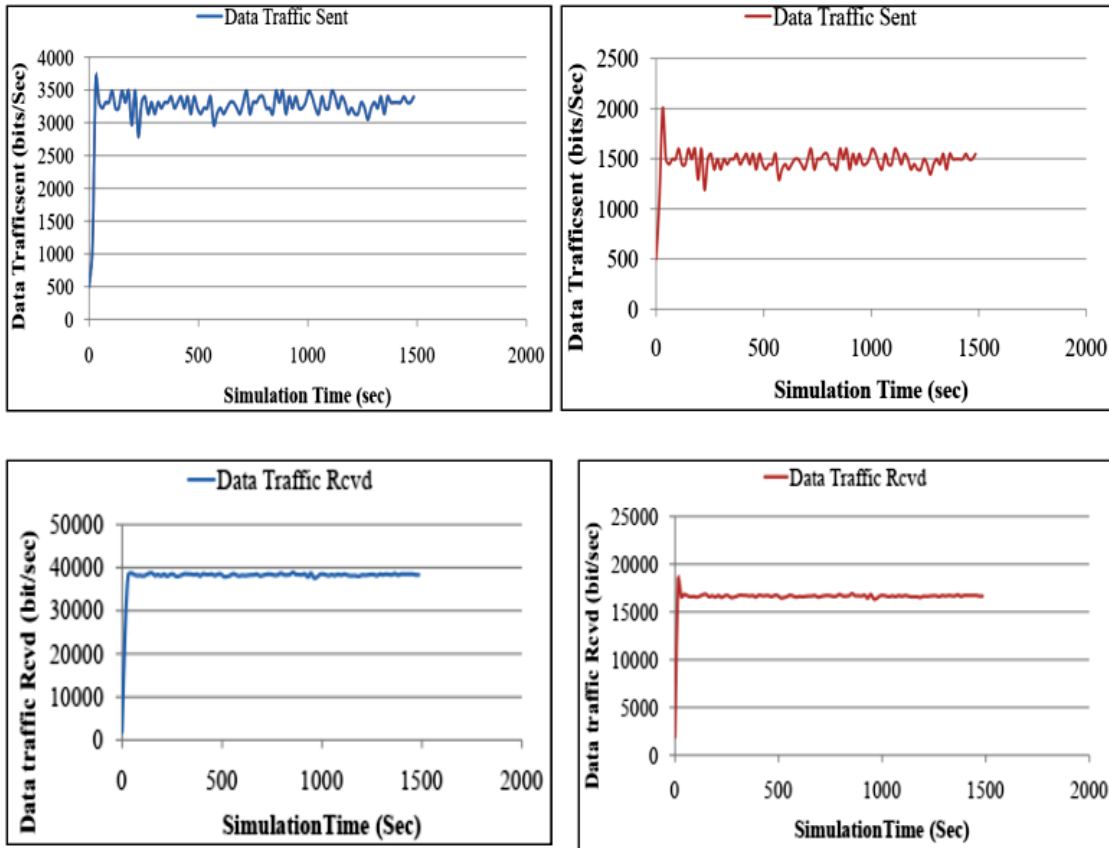 Data Traffic Sent
Data Trafficsent (bits/Sec)
4000
3500
3000
2500
2000
1500
1000
500
0
0 500 1000 1500 2000
Simulation Time (sec)
Data Traffic Sent
Data Trafficsent (bits/Sec)
2500
2000
1500
1000
500
0
0 500 1000 1500 2000
Simulation Time (sec)
Data Traffic Rcvd
Data traffic Rcvd (bit/sec)
50000
40000
30000
20000
10000
0
0 500 1000 1500 2000
SimulationTime (Sec)
Data Traffic Rcvd
Data traffic Rcvd (bit/sec)
25000
20000
15000
10000
5000
0
0 500 1000 1500 2000
SimulationTime (Sec)